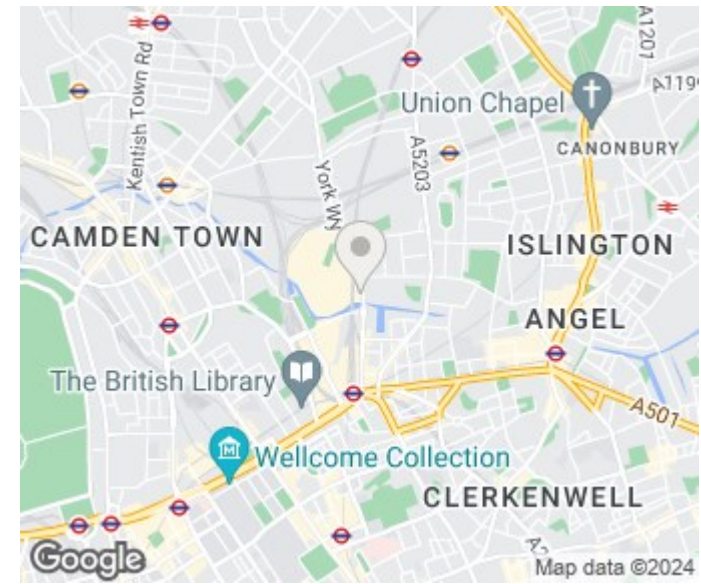 Kentish Town Rd
A1201
A1199
Union Chapel
CANONBURY
A5203
York Wy
CAMDEN TOWN
ISLINGTON
ANGEL
The British Library
A501
Wellcome Collection
CLERKENWELL
Google
Map data ©2024